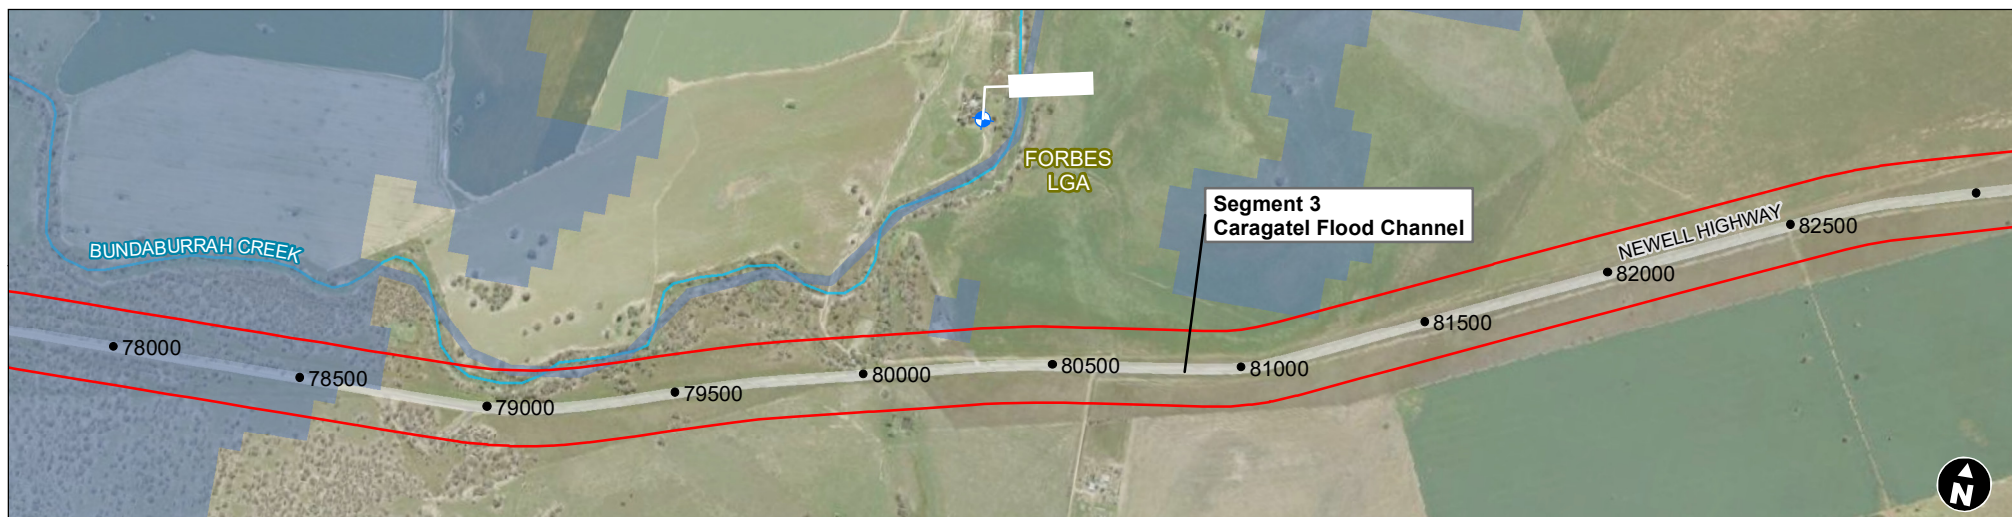 FORBES
LGA
Segment 3
Caragatel Flood Channel
BUNDABURRAH CREEK
NEWELL HIGHWAY
78000
78500
79000
79500
80000
80500
81000
81500
82000
82500
N